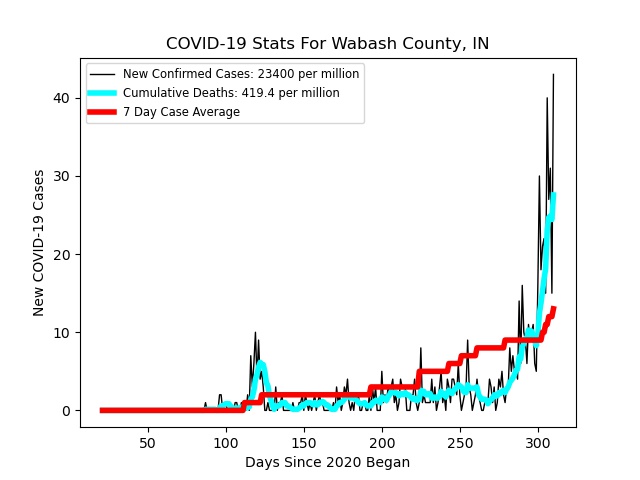 COVID-19 Stats For Wabash County, IN
New Confirmed Cases: 23400 per million
Cumulative Deaths: 419.4 per million
7 Day Case Average
New COVID-19 Cases
40
30
20
10
0
50 100 150 200 250 300
Days Since 2020 Began